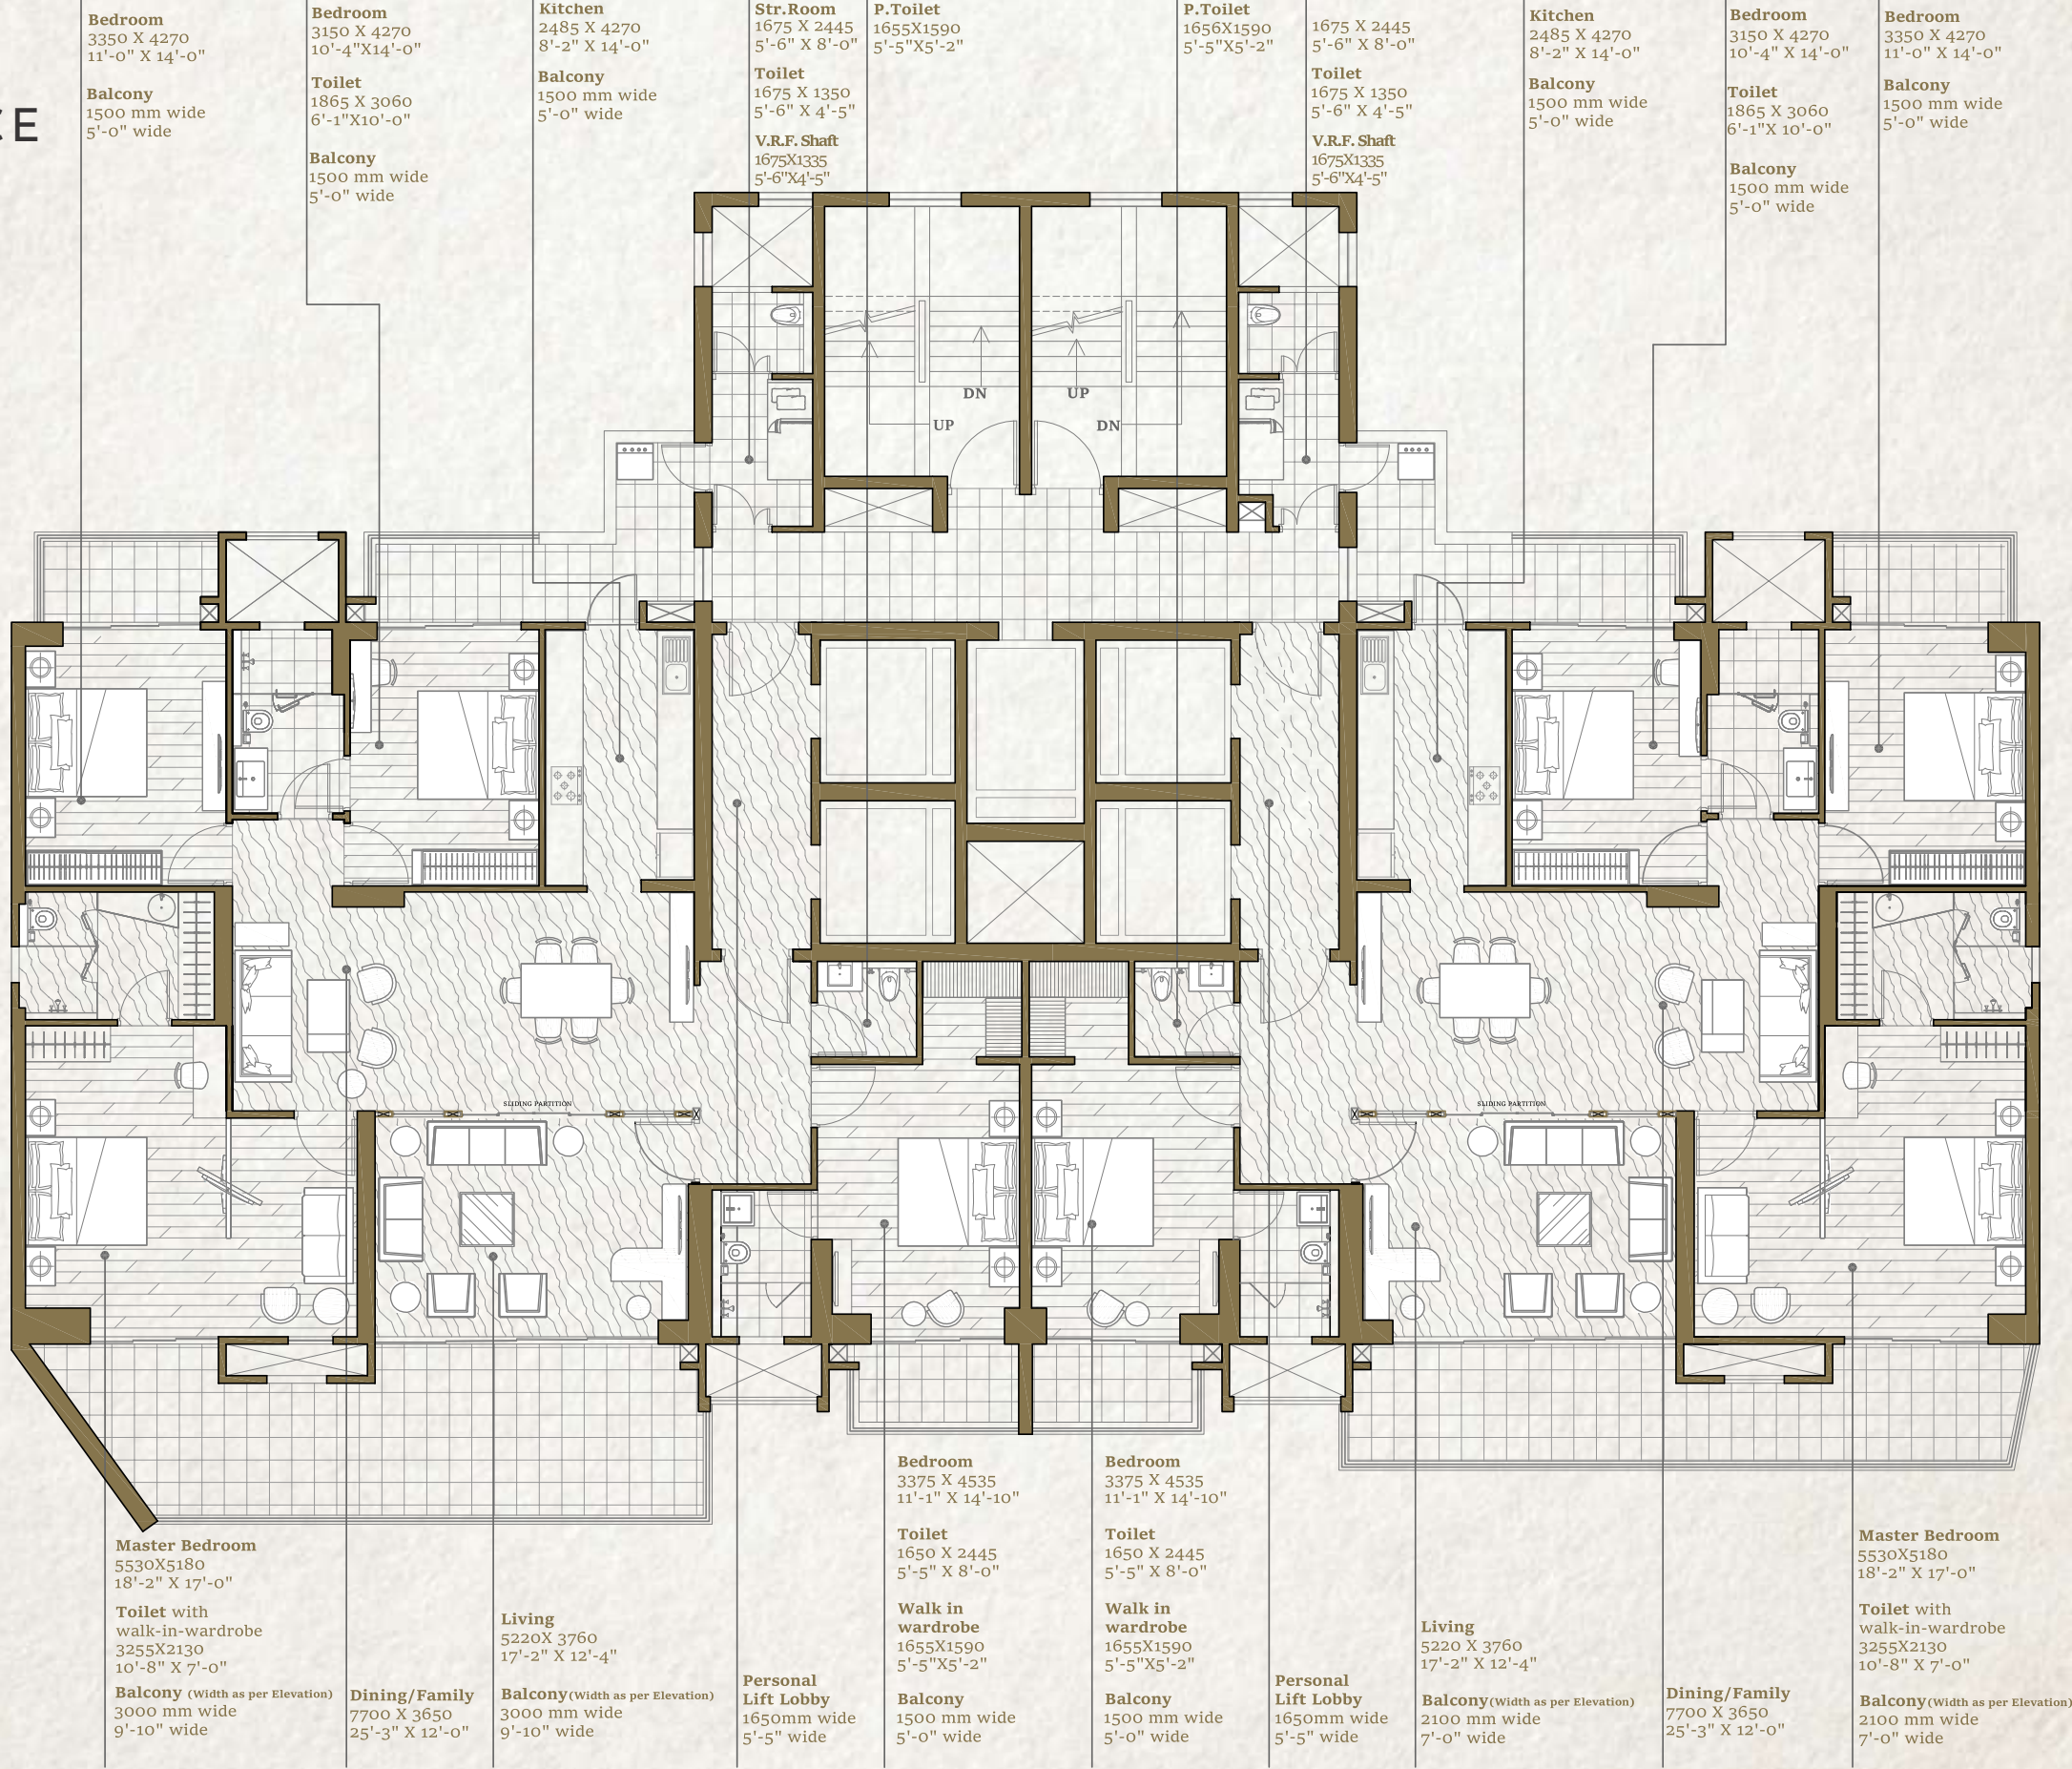 CE
Bedroom
3350 X 4270
11'-0" X 14'-0"
Balcony
1500 mm wide
5'-0" wide
Bedroom
3150 X 4270
10'-4"X14'-0"
Toilet
1865 X 3060
6'-1"X10'-0"
Balcony
1500 mm wide
5'-0" wide
Kitchen
2485 X 4270
8'-2" X 14'-0"
Balcony
1500 mm wide
5'-0" wide
Str.Room
1675 X 2445
5'-6" X 8'-0"
Toilet
1675 X 1350
5'-6" X 4'-5"
V.R.F. Shaft
1675X1335
5'-6"X4'-5"
P.Toilet
1655X1590
5'-5"X5'-2"
P.Toilet
1656X1590
5'-5"X5'-2"
1675 X 2445
5'-6" X 8'-0"
Toilet
1675 X 1350
5'-6" X 4'-5"
V.R.F. Shaft
1675X1335
5'-6"X4'-5"
Kitchen
2485 X 4270
8'-2" X 14'-0"
Balcony
1500 mm wide
5'-0" wide
Bedroom
3150 X 4270
10'-4" X 14'-0"
Toilet
1865 X 3060
6'-1"X 10'-0"
Balcony
1500 mm wide
5'-0" wide
Bedroom
3350 X 4270
11'-0" X 14'-0"
Balcony
1500 mm wide
5'-0" wide
DN
UP
UP
DN
SLIDING PARTITION
SLIDING PARTITION
Master Bedroom
5530X5180
18'-2" X 17'-0"
Toilet with
walk-in-wardrobe
3255X2130
10'-8" X 7'-0"
Balcony (Width as per Elevation)
3000 mm wide
9'-10" wide
Dining/Family
7700 X 3650
25'-3" X 12'-0"
Living
5220X 3760
17'-2" X 12'-4"
Balcony(Width as per Elevation)
3000 mm wide
9'-10" wide
Personal
Lift Lobby
1650mm wide
5'-5" wide
Bedroom
3375 X 4535
11'-1" X 14'-10"
Toilet
1650 X 2445
5'-5" X 8'-0"
Walk in
wardrobe
1655X1590
5'-5"X5'-2"
Balcony
1500 mm wide
5'-0" wide
Bedroom
3375 X 4535
11'-1" X 14'-10"
Toilet
1650 X 2445
5'-5" X 8'-0"
Walk in
wardrobe
1655X1590
5'-5"X5'-2"
Balcony
1500 mm wide
5'-0" wide
Personal
Lift Lobby
1650mm wide
5'-5" wide
Living
5220 X 3760
17'-2" X 12'-4"
Balcony(Width as per Elevation)
2100 mm wide
7'-0" wide
Dining/Family
7700 X 3650
25'-3" X 12'-0"
Master Bedroom
5530X5180
18'-2" X 17'-0"
Toilet with
walk-in-wardrobe
3255X2130
10'-8" X 7'-0"
Balcony(Width as per Elevation)
2100 mm wide
7'-0" wide